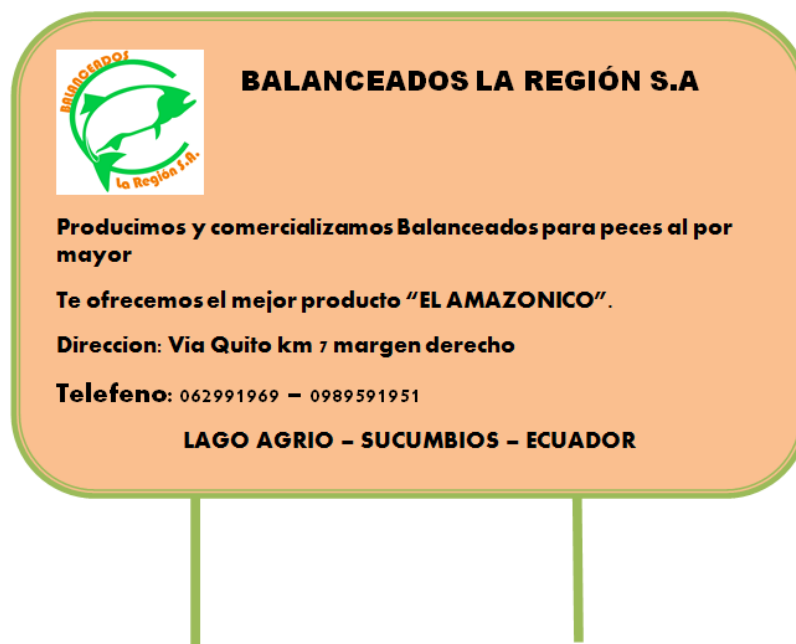 BALANCEADOS
La Región S.A.
BALANCEADOS LA REGIÓN S.A
Producimos y comercializamos Balanceados para peces al por
mayor
Te ofrecemos el mejor producto “EL AMAZONICO”.
Direccion: Via Quito km 7 margen derecho
Telefeno: 062991969 – 0989591951
LAGO AGRIO – SUCUMBIOS – ECUADOR